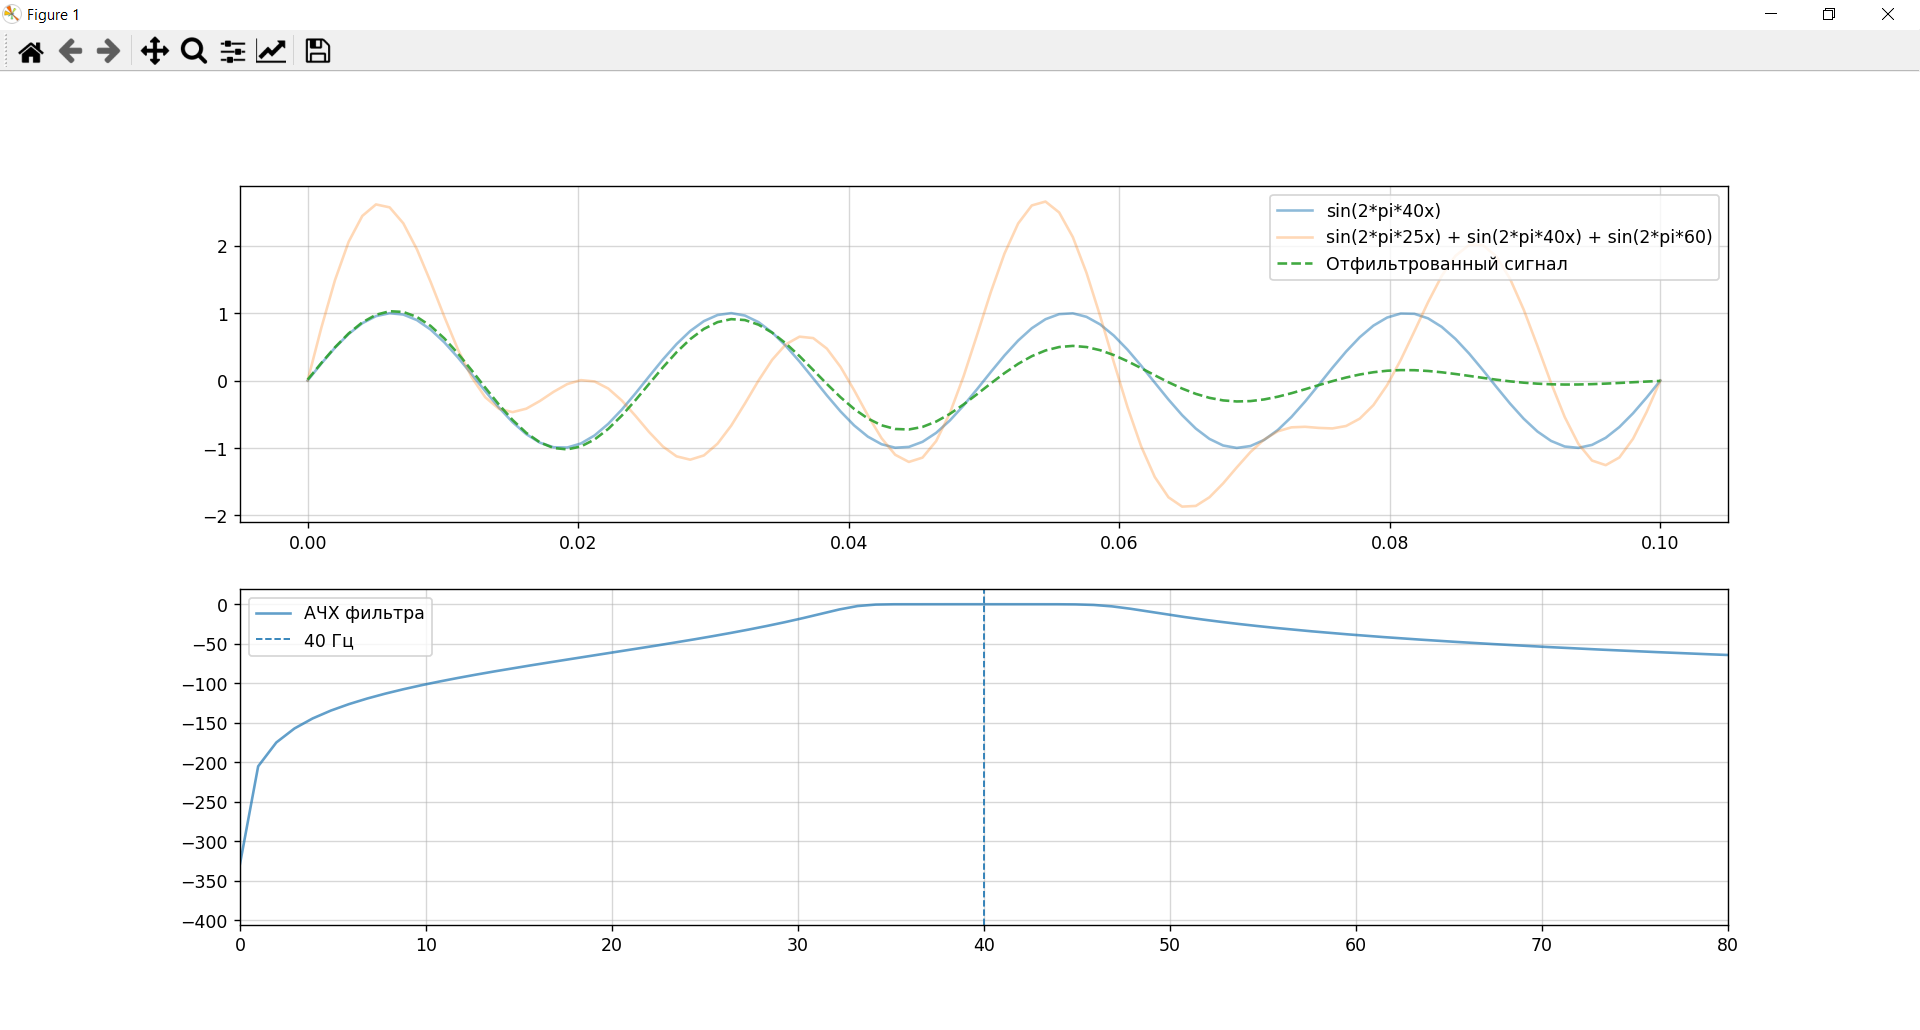 Figure 1
sin(2*pi*40x)
sin(2*pi*25x) + sin(2*pi*40x) + sin(2*pi*60)
Отфильтрованный сигнал
2
1
0
−1
−2
0.00 0.02 0.04 0.06 0.08 0.10
АЧХ фильтра
40 Гц
0
−50
−100
−150
−200
−250
−300
−350
−400
0 10 20 30 40 50 60 70 80